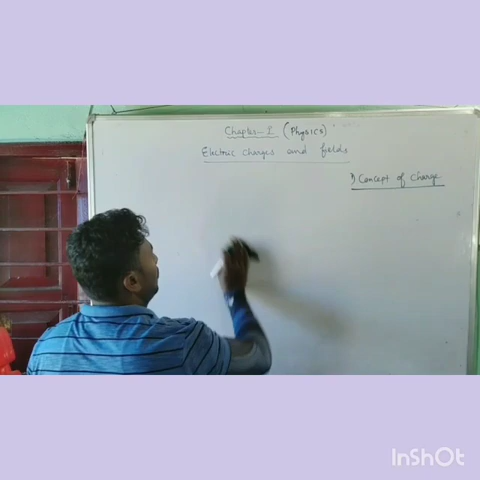 Chapter-1 (Physics)
Electric charges and fields
1) Concept of Charge
InShOt